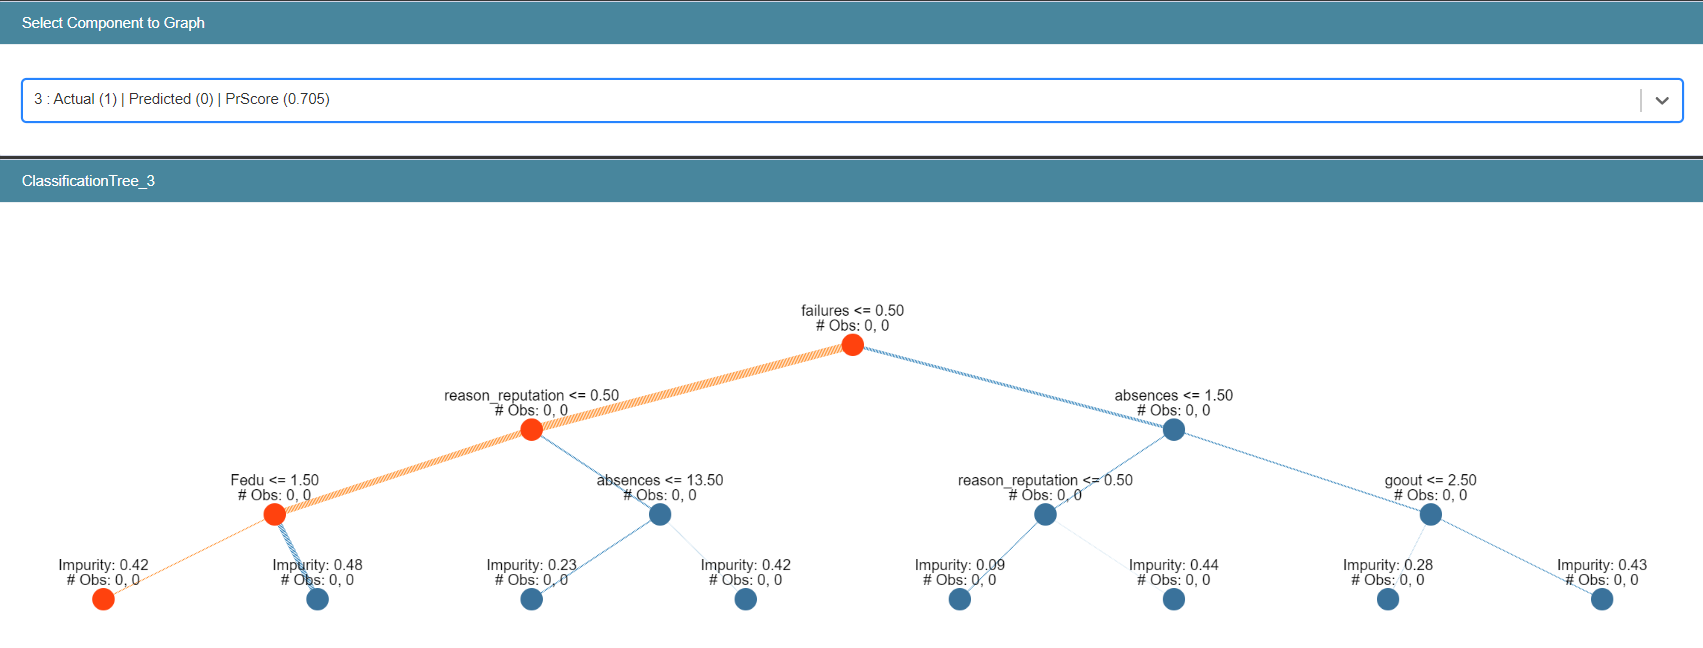 Select Component to Graph
3 : Actual (1) | Predicted (0) | PrScore (0.705)
ClassificationTree_3
failures <= 0.50
# Obs: 0, 0
reason_reputation <= 0.50
# Obs: 0, 0
absences <= 1.50
# Obs: 0, 0
Fedu <= 1.50
# Obs: 0, 0
absences <= 13.50
# Obs: 0, 0
reason_reputation <= 0.50
# Obs: 0, 0
goout <= 2.50
# Obs: 0, 0
Impurity: 0.42
# Obs: 0, 0
Impurity: 0.48
# Obs: 0, 0
Impurity: 0.23
# Obs: 0, 0
Impurity: 0.42
# Obs: 0, 0
Impurity: 0.09
# Obs: 0, 0
Impurity: 0.44
# Obs: 0, 0
Impurity: 0.28
# Obs: 0, 0
Impurity: 0.43
# Obs: 0, 0